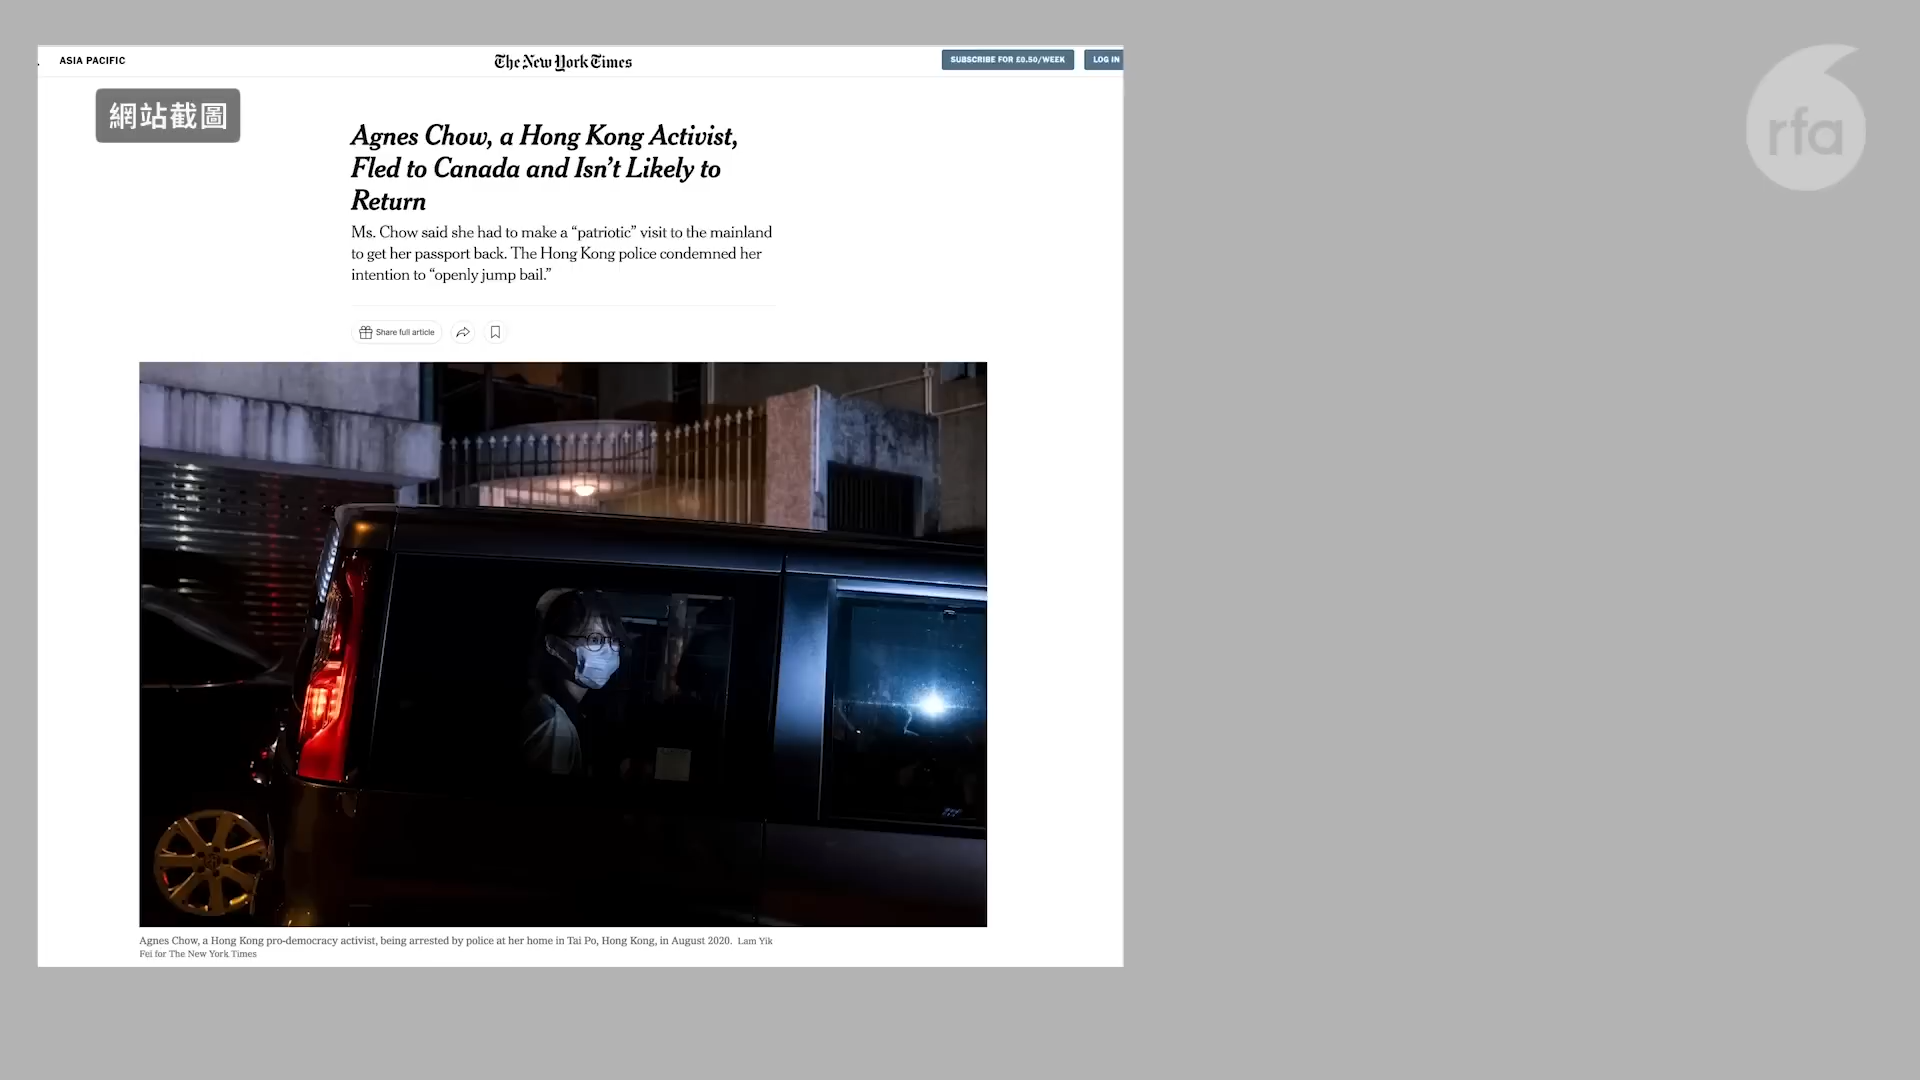 ASIA PACIFIC
The New York Times
SUBSCRIBE FOR £0.50/WEEK
LOG IN
網站截圖
rfa
Agnes Chow, a Hong Kong Activist,
Fled to Canada and Isn’t Likely to
Return
Ms. Chow said she had to make a “patriotic” visit to the mainland
to get her passport back. The Hong Kong police condemned her
intention to “openly jump bail.”
Share full article
Agnes Chow, a Hong Kong pro-democracy activist, being arrested by police at her home in Tai Po, Hong Kong, in August 2020. Lam Yik
Fei for The New York Times